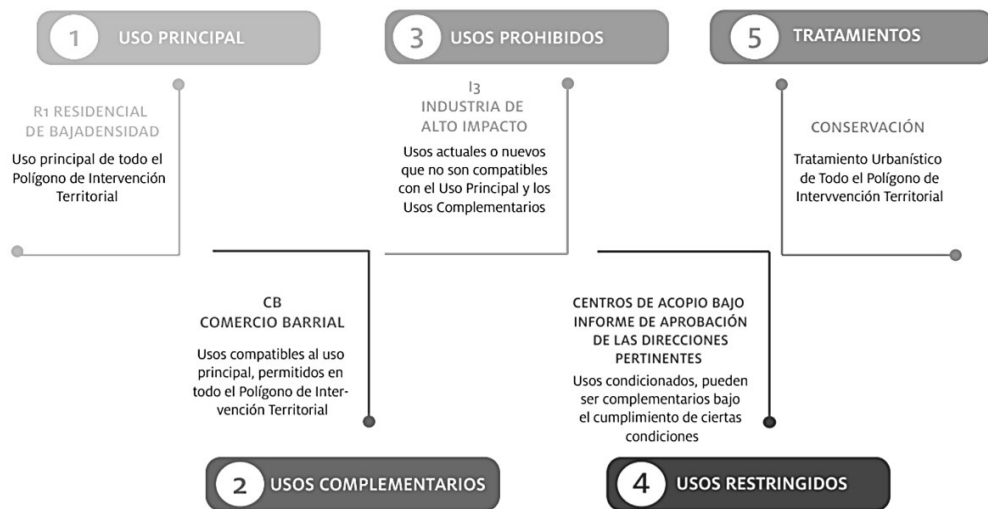 1 USO PRINCIPAL
R1 RESIDENCIAL
DE BAJADENSIDAD
Uso principal de todo el
Polígono de Intervención
Territorial
CB
COMERCIO BARRIAL
Usos compatibles al uso
principal, permitidos en
todo el Polígono de Inter-
vención Territorial
2 USOS COMPLEMENTARIOS
3 USOS PROHIBIDOS
I3
INDUSTRIA DE
ALTO IMPACTO
Usos actuales o nuevos
que no son compatibles
con el Uso Principal y los
Usos Complementarios
CENTROS DE ACOPIO BAJO
INFORME DE APROBACIÓN
DE LAS DIRECCIONES
PERTINENTES
Usos condicionados, pueden
ser complementarios bajo
el cumplimiento de ciertas
condiciones
4 USOS RESTRINGIDOS
5 TRATAMIENTOS
CONSERVACIÓN
Tratamiento Urbanístico
de Todo el Polígono de
Intervvención Territorial